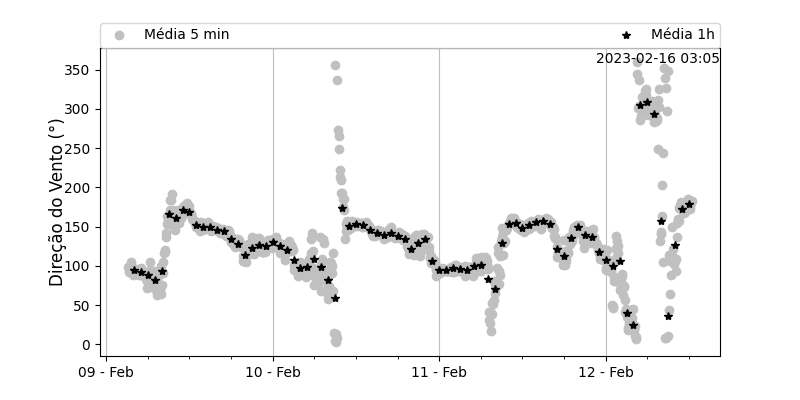 Média 5 min
Média 1h
2023-02-16 03:05
Direção do Vento (°)
350
300
250
200
150
100
50
0
09 - Feb
10 - Feb
11 - Feb
12 - Feb